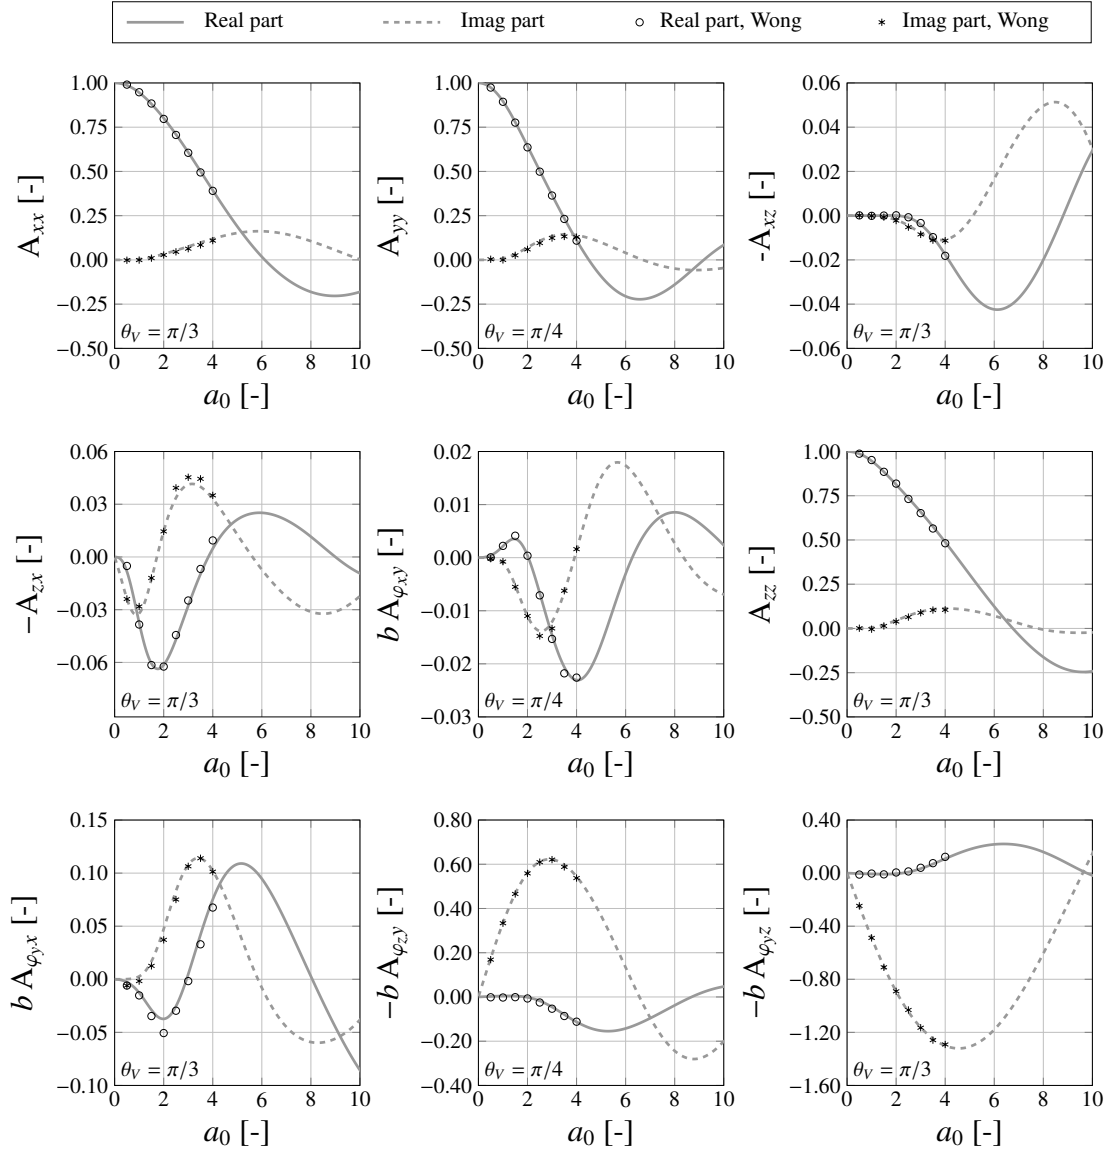 Real part Imag part Real part, Wong Imag part, Wong
1.00 0.75 0.50 0.25 0.00 −0.25 −0.50
A_xx [-]
θ_V = π/3
0 2 4 6 8 10
a_0 [-]
1.00 0.75 0.50 0.25 0.00 −0.25 −0.50
A_yy [-]
θ_V = π/4
0 2 4 6 8 10
a_0 [-]
0.06 0.04 0.02 0.00 −0.02 −0.04 −0.06
-A_xz [-]
θ_V = π/3
0 2 4 6 8 10
a_0 [-]
0.06 0.03 0.00 −0.03 −0.06
−A_zx [-]
θ_V = π/3
0 2 4 6 8 10
a_0 [-]
0.02 0.01 0.00 −0.01 −0.02 −0.03
b A_φ_xy [-]
θ_V = π/4
0 2 4 6 8 10
a_0 [-]
1.00 0.75 0.50 0.25 0.00 −0.25 −0.50
A_zz [-]
θ_V = π/3
0 2 4 6 8 10
a_0 [-]
0.15 0.10 0.05 0.00 −0.05 −0.10
b A_φ_yx [-]
θ_V = π/3
0 2 4 6 8 10
a_0 [-]
0.80 0.60 0.40 0.20 0.00 −0.20 −0.40
−b A_φ_zy [-]
θ_V = π/4
0 2 4 6 8 10
a_0 [-]
0.40 0.00 −0.40 −0.80 −1.20 −1.60
−b A_φ_yz [-]
θ_V = π/3
0 2 4 6 8 10
a_0 [-]